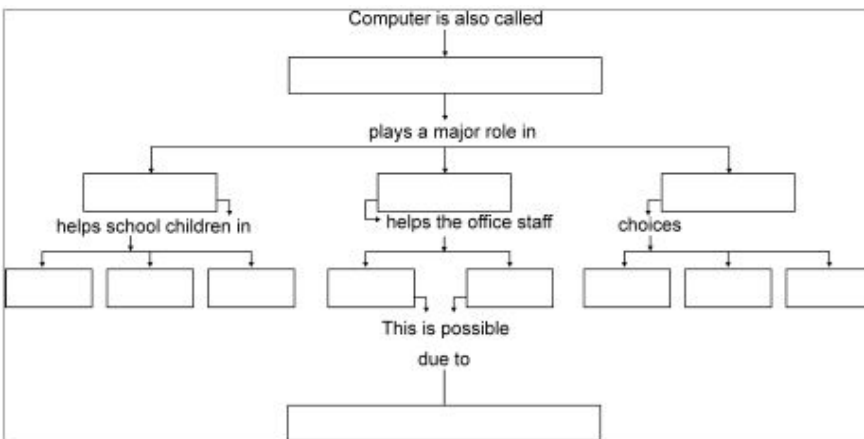 Computer is also called
plays a major role in
helps school children in
helps the office staff
choices
This is possible
due to